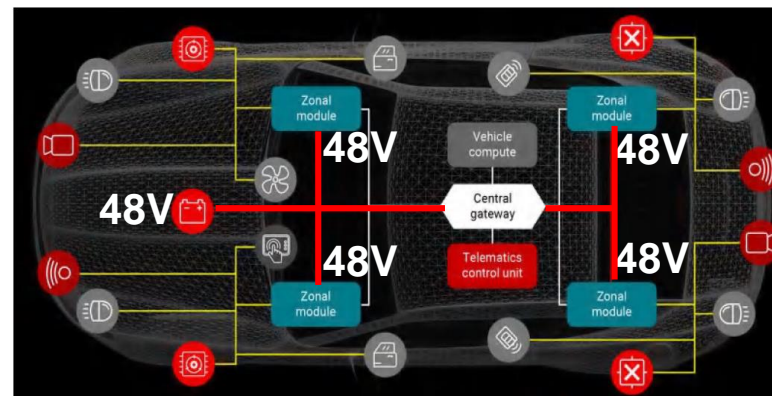 Zonal
module
Zonal
module
48V
Vehicle
compute
48V
48V
Central
gateway
48V
Telematics
control unit
48V
Zonal
module
Zonal
module